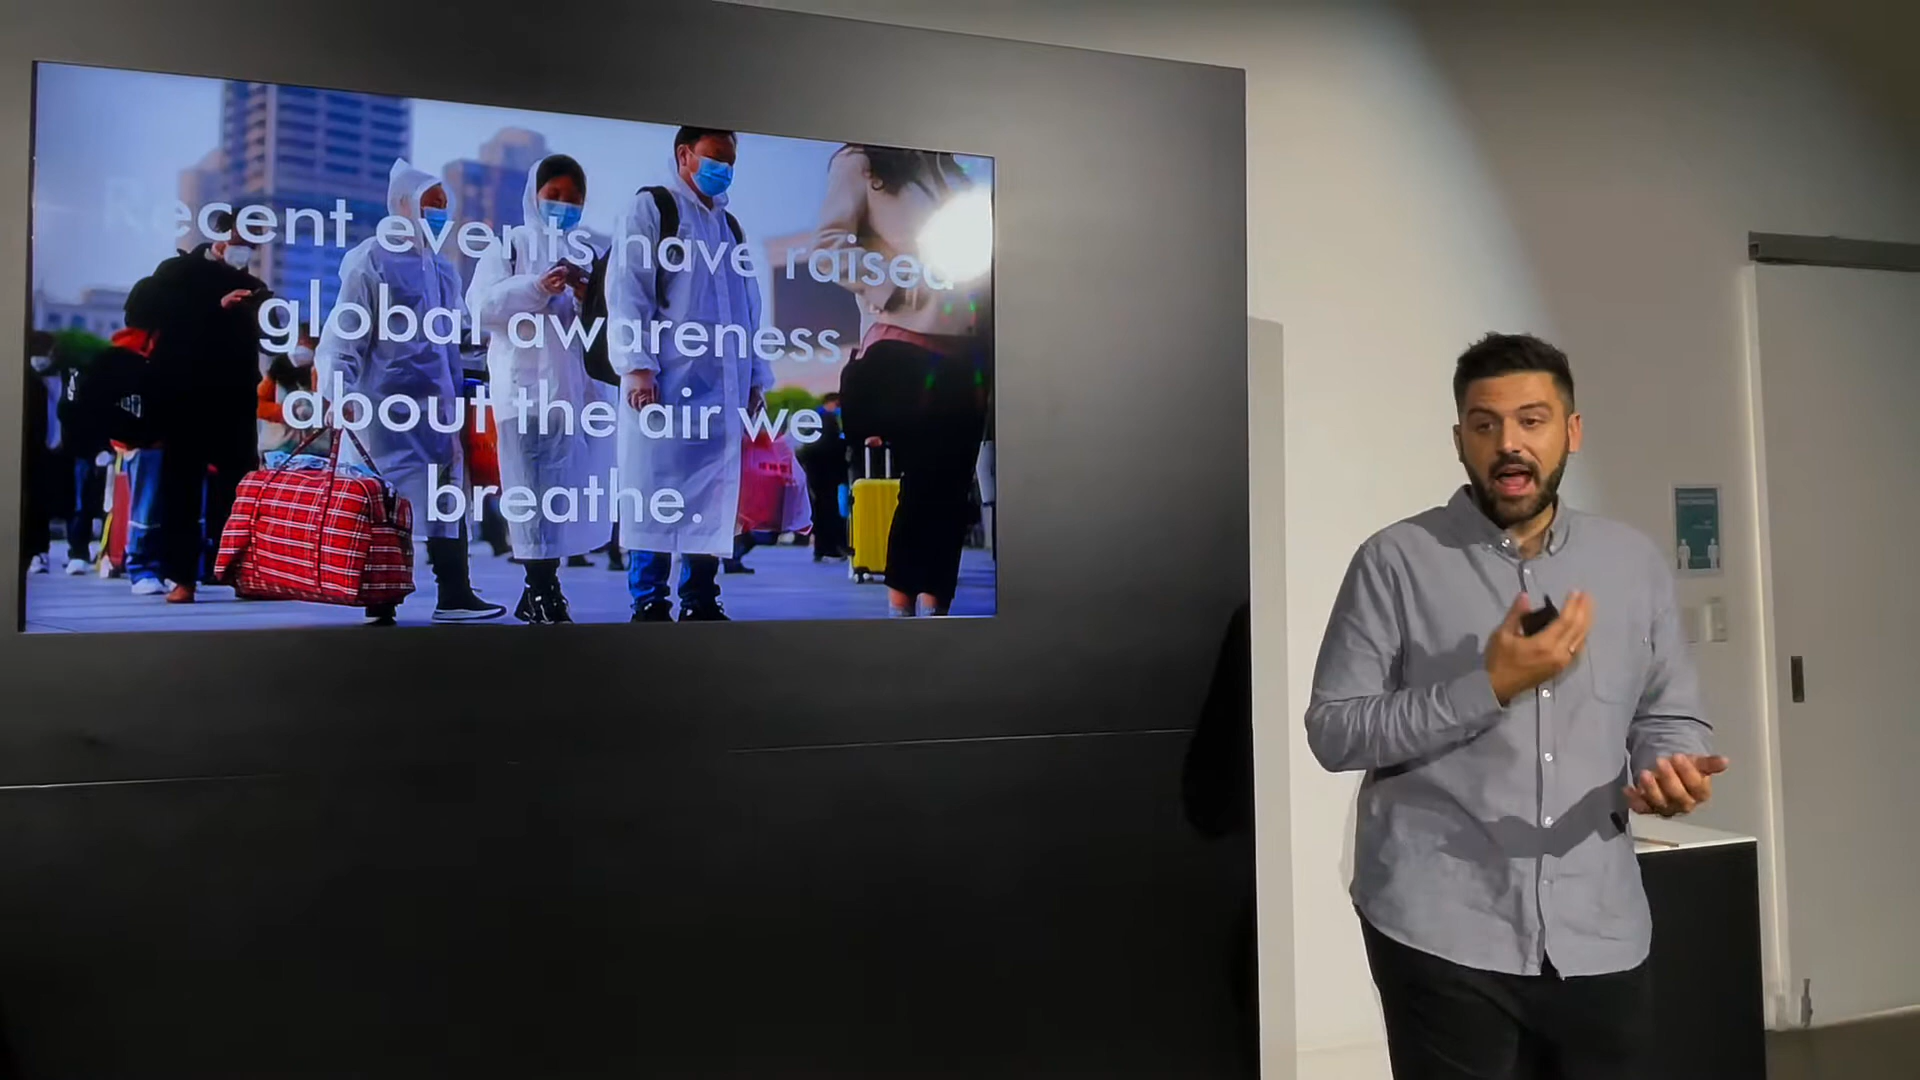 Recent events have raised
global awareness
about the air we
breathe.